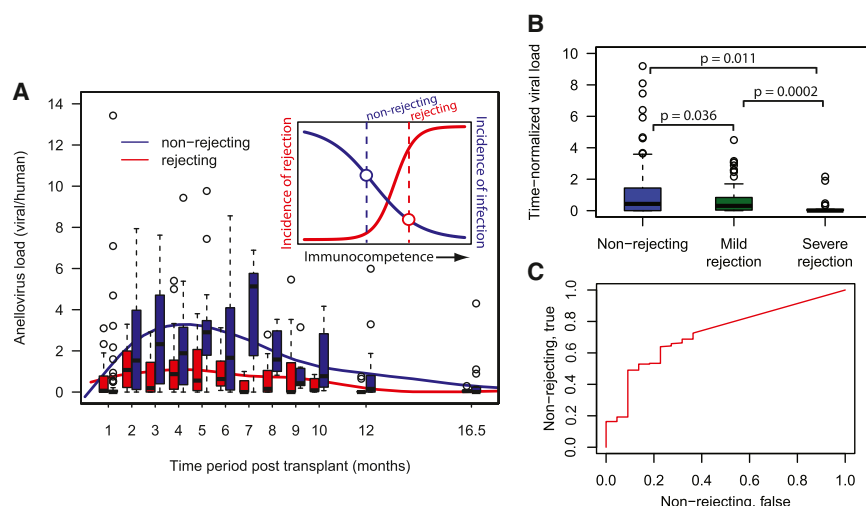 A
Anellovirus load (viral/human)
14
12
10
8
6
4
2
0
non-rejecting
rejecting
non-rejecting
rejecting
Incidence of rejection
Incidence of infection
Immunocompetence
1 2 3 4 5 6 7 8 9 10 12 16.5
Time period post transplant (months)
B
Time-normalized viral load
10
8
6
4
2
0
p = 0.011
p = 0.0002
p = 0.036
Non-rejecting Mild Severe
rejection rejection
C
Non-rejecting, true
1.0
0.8
0.6
0.4
0.2
0.0
0.0 0.2 0.4 0.6 0.8 1.0
Non-rejecting, false